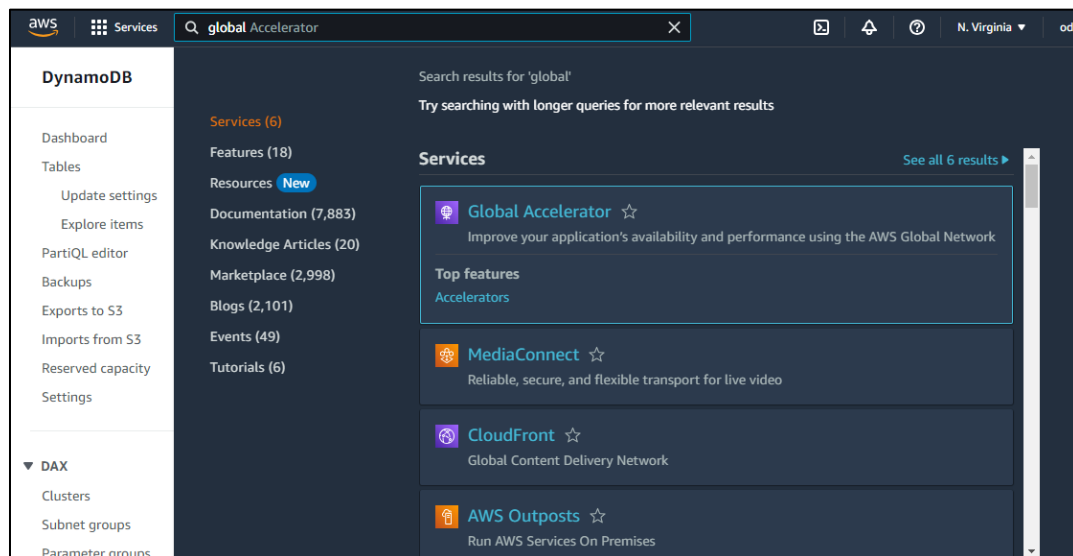 aws
Services
global Accelerator
N. Virginia
od
DynamoDB
Dashboard
Tables
Update settings
Explore items
PartiQL editor
Backups
Exports to S3
Imports from S3
Reserved capacity
Settings
DAX
Clusters
Subnet groups
Parameter groups
Services (6)
Features (18)
Resources New
Documentation (7,883)
Knowledge Articles (20)
Marketplace (2,998)
Blogs (2,101)
Events (49)
Tutorials (6)
Search results for 'global'
Try searching with longer queries for more relevant results
Services
See all 6 results
Global Accelerator
Improve your application's availability and performance using the AWS Global Network
Top features
Accelerators
MediaConnect
Reliable, secure, and flexible transport for live video
CloudFront
Global Content Delivery Network
AWS Outposts
Run AWS Services On Premises